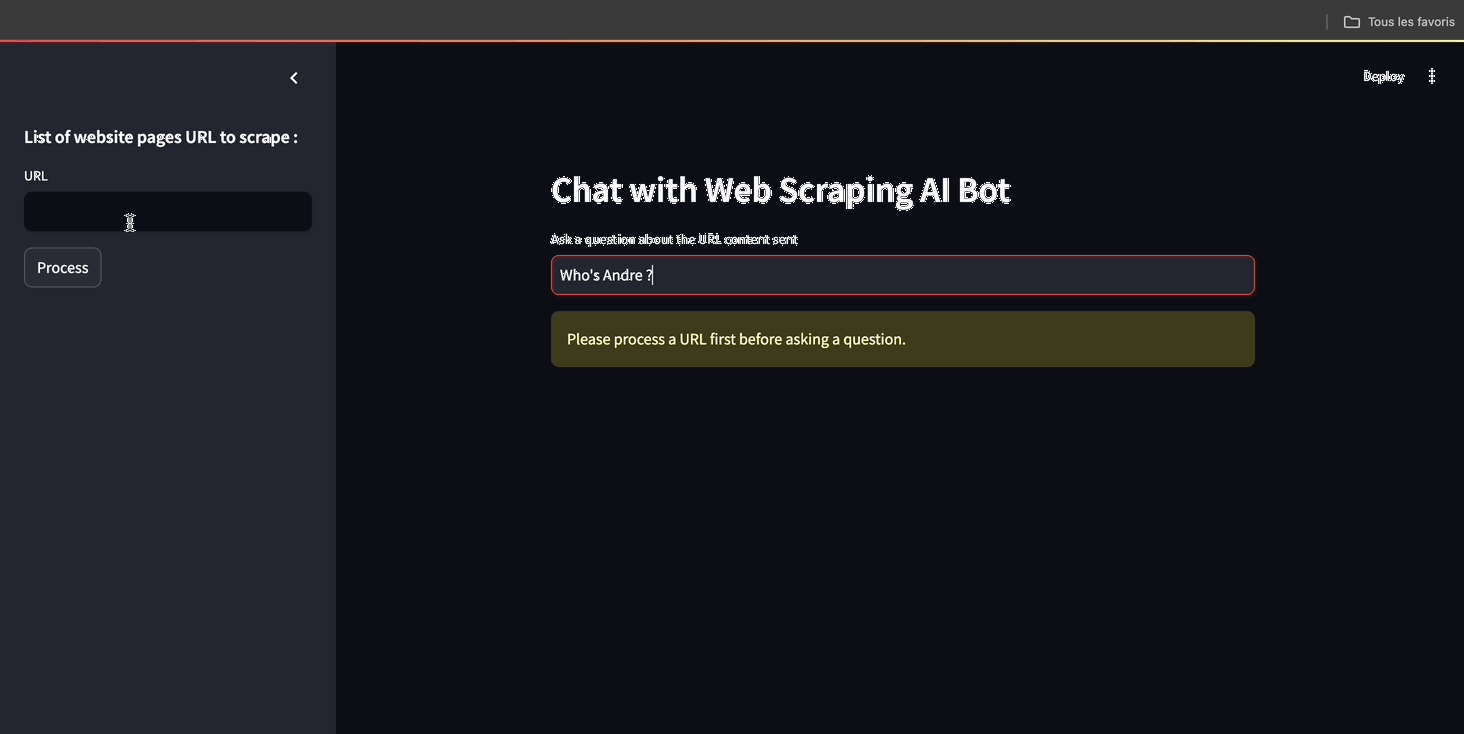 Tous les favoris
Deploy
List of website pages URL to scrape :
URL
Process
Chat with Web Scraping AI Bot
Ask a question about the URL content sent
Who's Andre ?
Please process a URL first before asking a question.